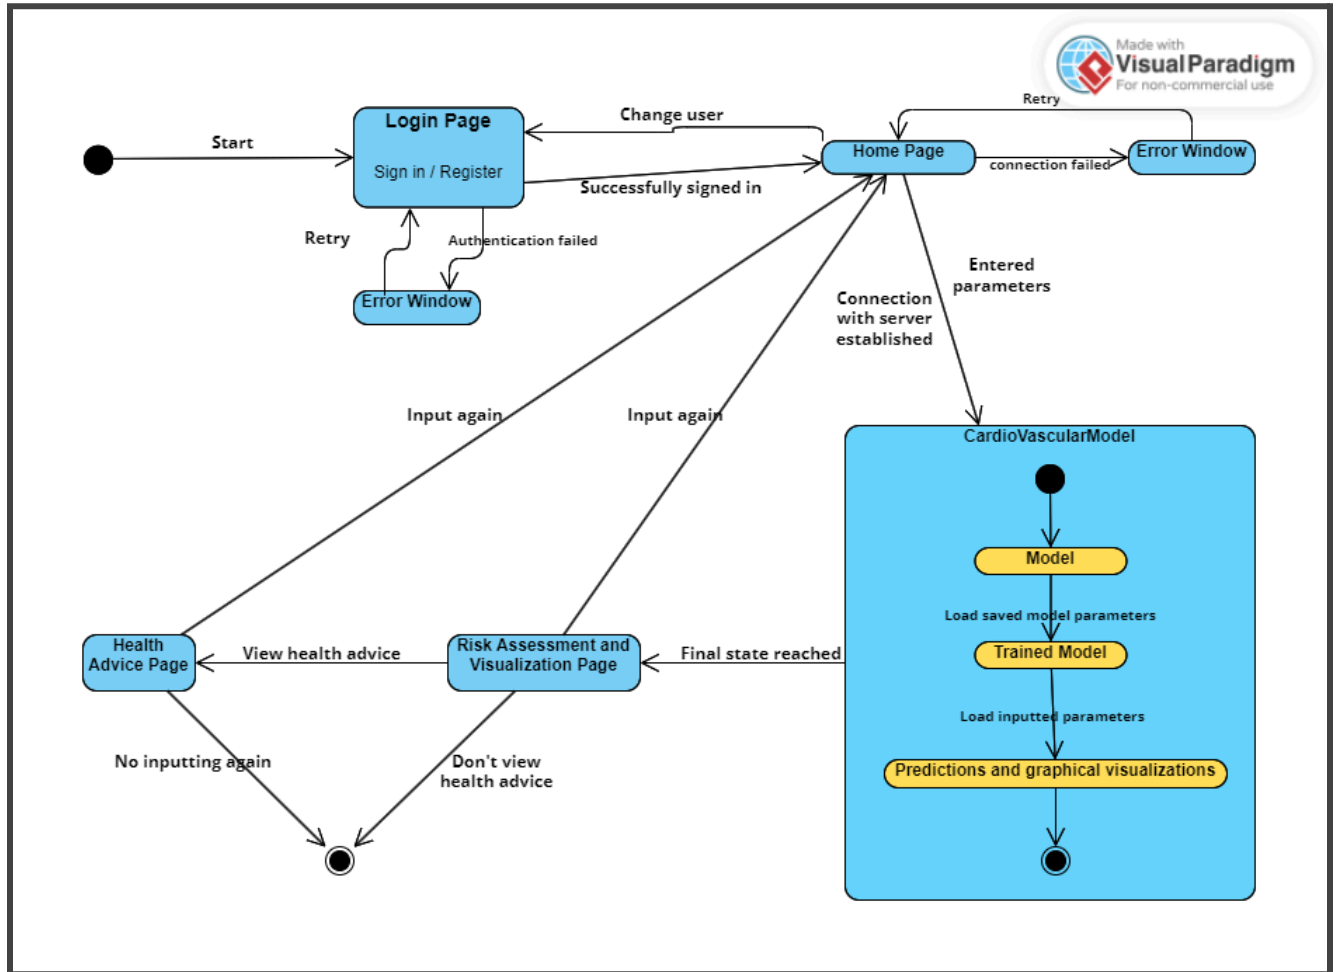 Made with
VisualParadigm
For non-commercial use
Start
Login Page
Sign in / Register
Change user
Successfully signed in
Home Page
Retry
connection failed
Error Window
Retry
Authentication failed
Error Window
Entered
parameters
Connection
with server
established
Input again
Input again
CardioVascularModel
Model
Load saved model parameters
Trained Model
Load inputted parameters
Predictions and graphical visualizations
Final state reached
Risk Assessment and
Visualization Page
View health advice
Health
Advice Page
No inputting again
Don't view
health advice